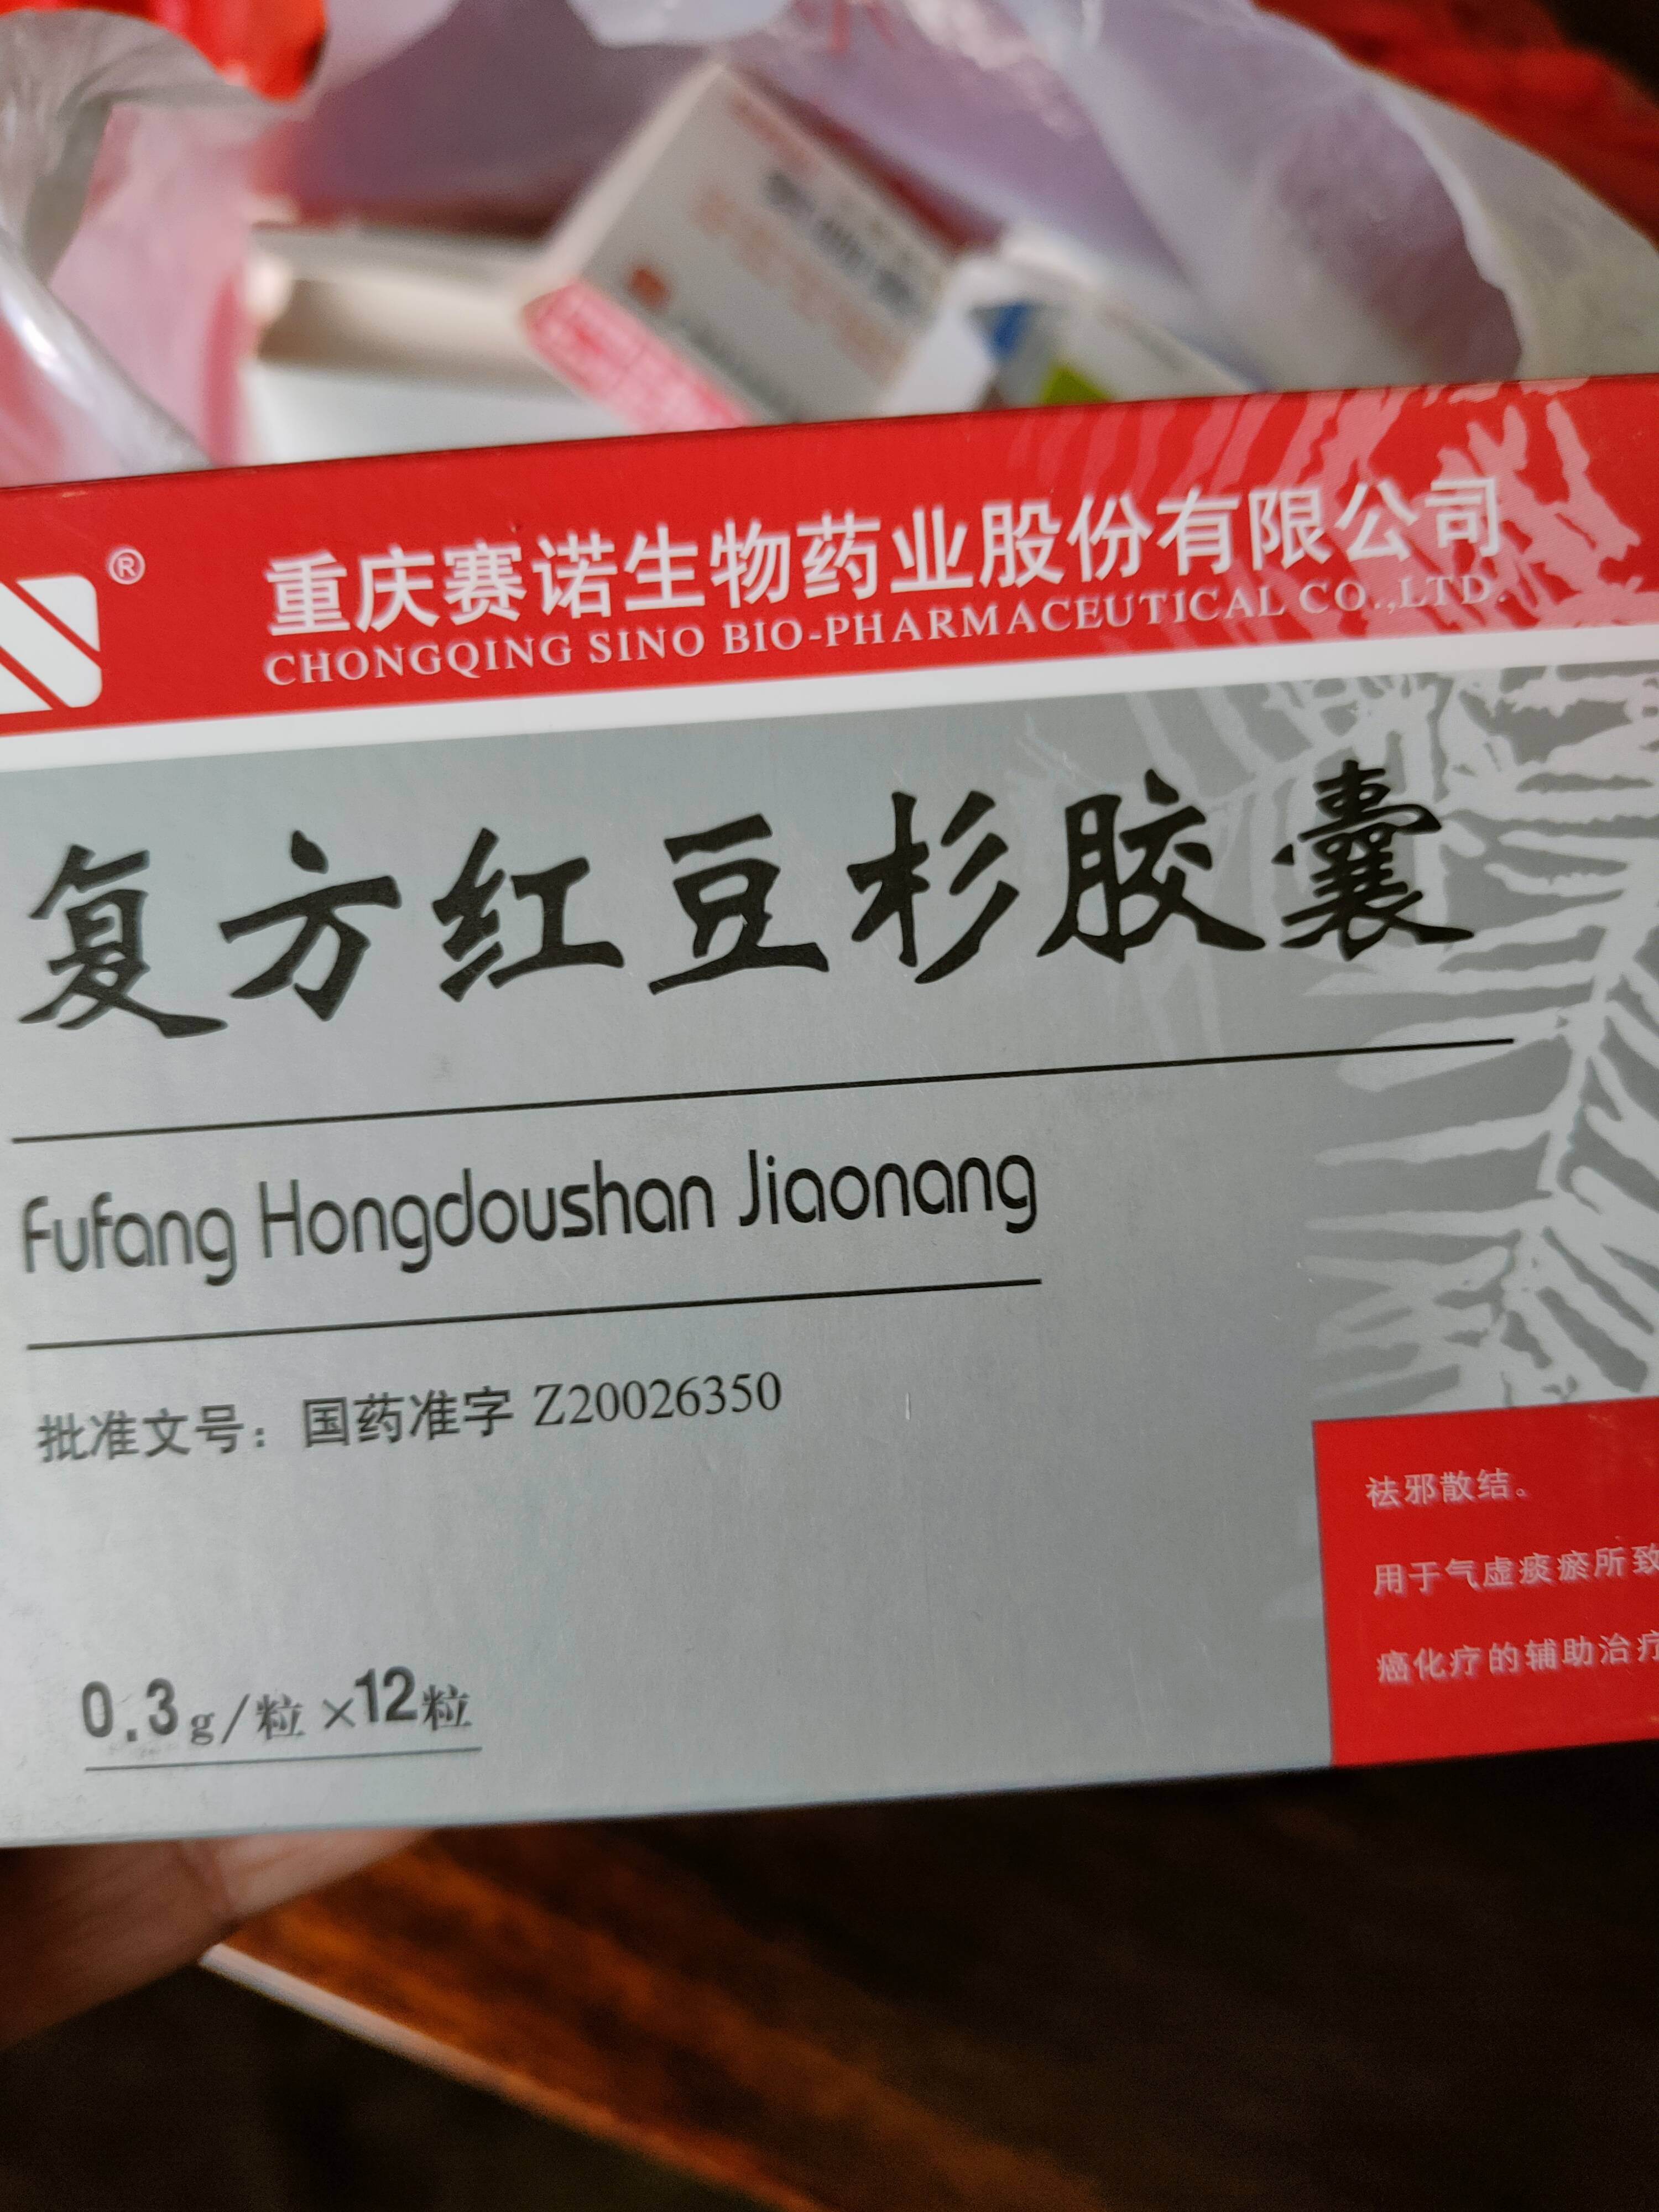 ®
重庆赛诺生物药业股份有限公司
CHONGQING SINO BIO-PHARMACEUTICAL CO.,LTD.
复方红豆杉胶囊
Fufang Hongdoushan Jiaonang
批准文号：国药准字 Z20026350
0.3g/粒×12粒
祛邪散结。
用于气虚痰瘀所致
癌化疗的辅助治疗